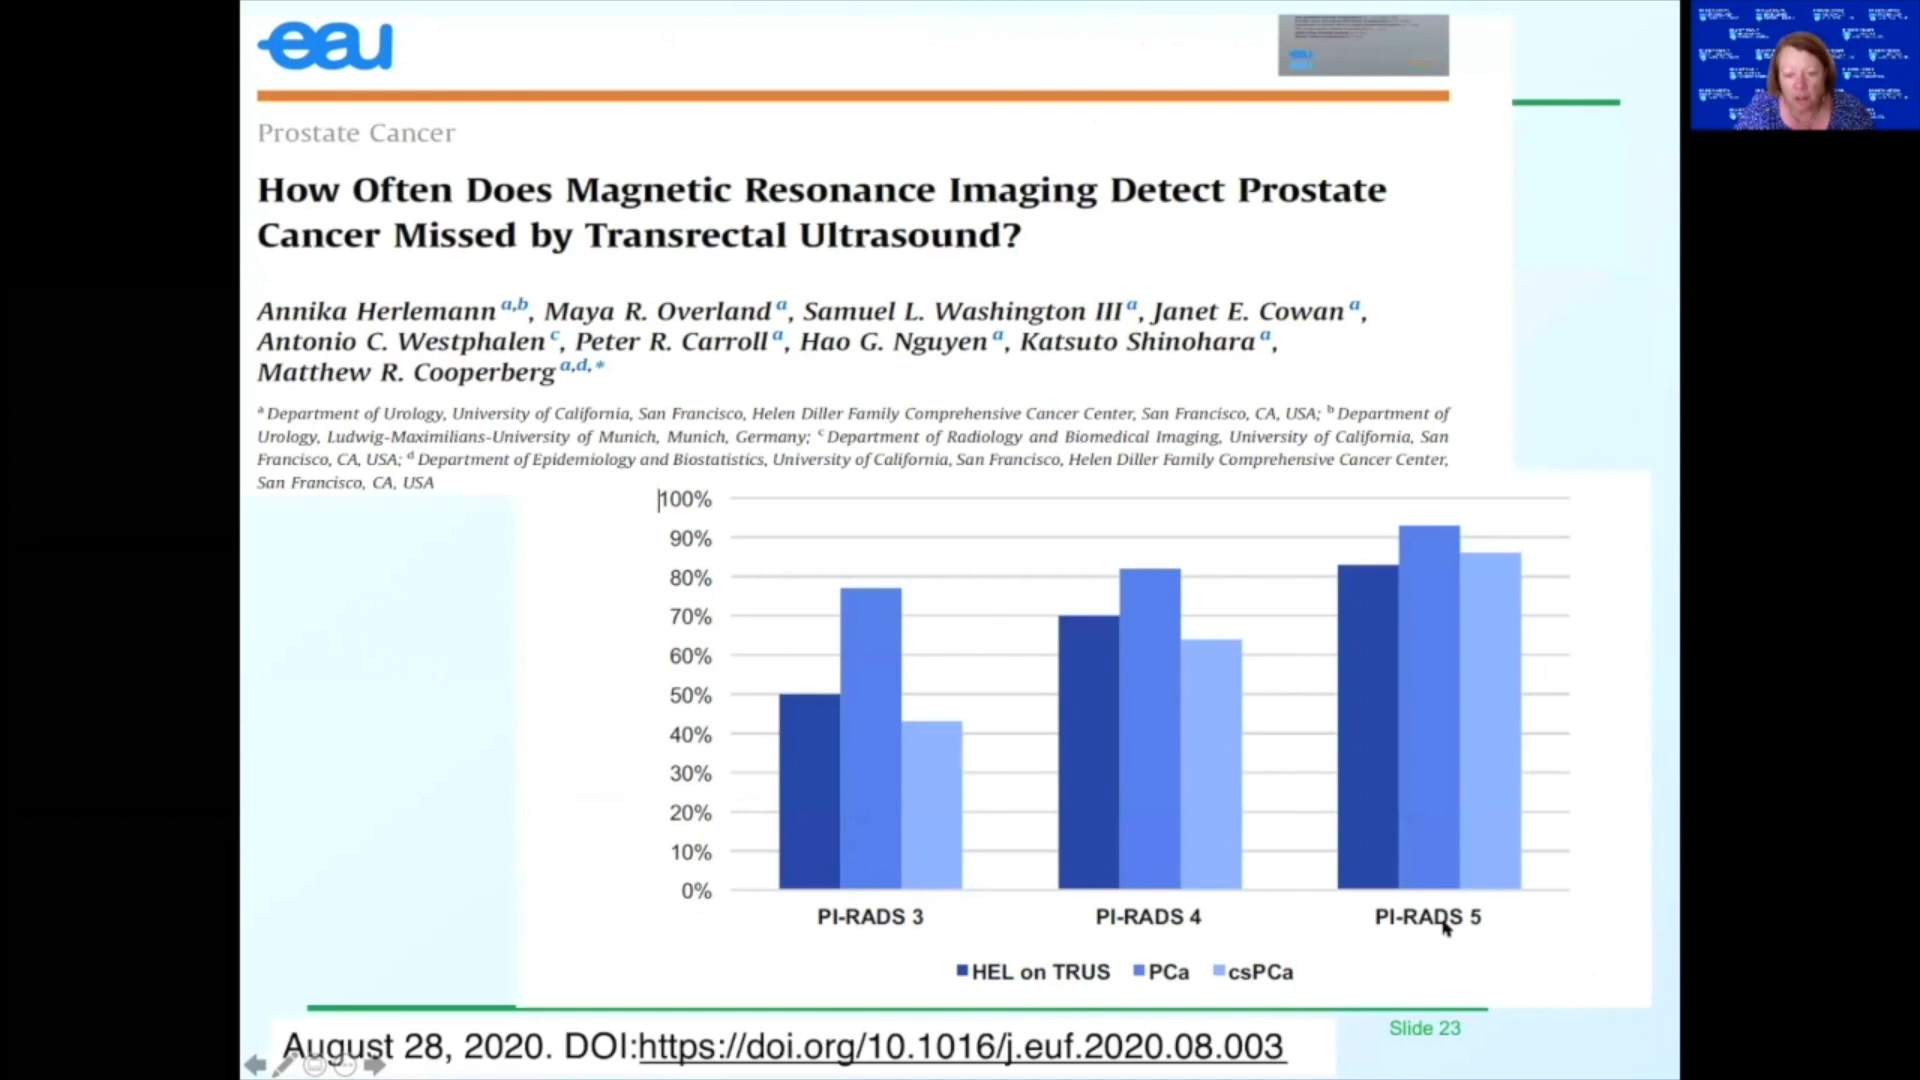 eau
Prostate Cancer
How Often Does Magnetic Resonance Imaging Detect Prostate
Cancer Missed by Transrectal Ultrasound?
Annika Herlemann a,b, Maya R. Overland a, Samuel L. Washington III a, Janet E. Cowan a,
Antonio C. Westphalen c, Peter R. Carroll a, Hao G. Nguyen a, Katsuto Shinohara a,
Matthew R. Cooperberg a,d,*
a Department of Urology, University of California, San Francisco, Helen Diller Family Comprehensive Cancer Center, San Francisco, CA, USA; b Department of
Urology, Ludwig-Maximilians-University of Munich, Munich, Germany; c Department of Radiology and Biomedical Imaging, University of California, San
Francisco, CA, USA; d Department of Epidemiology and Biostatistics, University of California, San Francisco, Helen Diller Family Comprehensive Cancer Center,
San Francisco, CA, USA
100%
90%
80%
70%
60%
50%
40%
30%
20%
10%
0%
PI-RADS 3 PI-RADS 4 PI-RADS 5
HEL on TRUS PCa csPCa
Slide 23
August 28, 2020. DOI:https://doi.org/10.1016/j.euf.2020.08.003